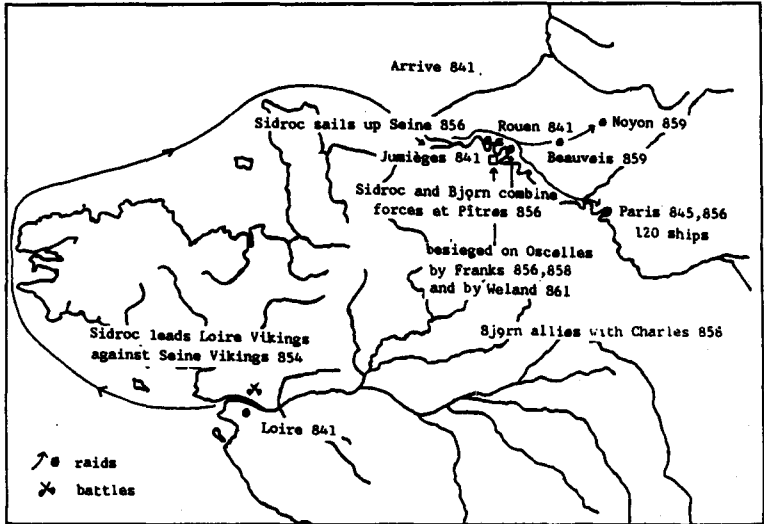 Arrive 841
Sidroc sails up Seine 856
Rouen 841
Noyon 859
Jumièges 841
Beauvais 859
Sidroc and Bjorn combine
forces at Pîtres 856
Paris 845,856
120 ships
besieged on Oscelles
by Franks 856,858
and by Weland 861
Sidroc leads Loire Vikings
against Seine Vikings 854
Bjorn allies with Charles 858
Loire 841
raids
battles